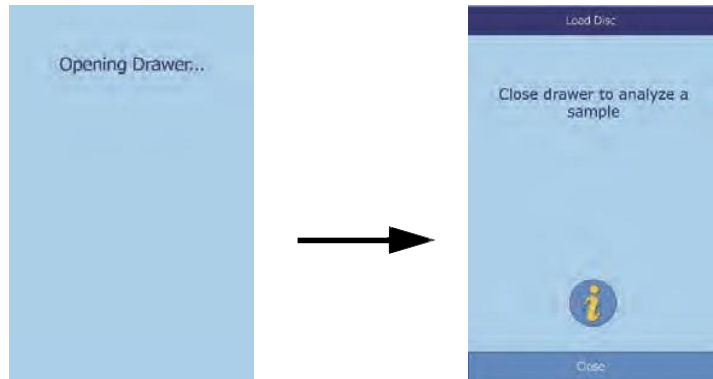 Opening Drawer...
Load Disc
Close drawer to analyze a
sample
i
Close